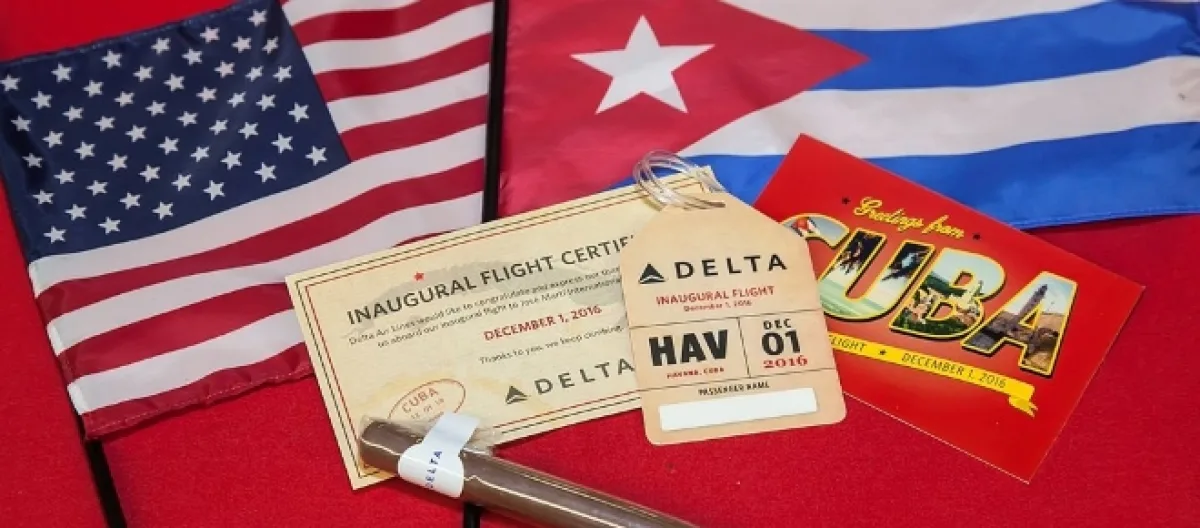 INAUGURAL FLIGHT
Delta Air Lines would like to congratulate and express our
us aboard our inaugural flight to José Martí International
DECEMBER 1, 2016
Thanks to you, we keep climbing.
DELTA
CUBA
DELTA
DELTA
INAUGURAL FLIGHT
December 1, 2016
HAV
HAVANA, CUBA
DEC
01
2016
PASSENGER NAME
Greetings from
CUBA
FLIGHT ★ DECEMBER 1, 2016